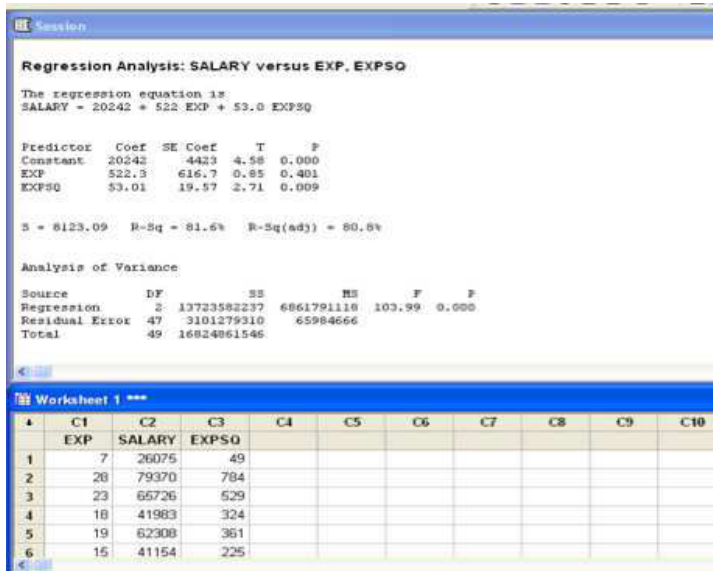 Session
Regression Analysis: SALARY versus EXP, EXPSQ
The regression equation is
SALARY = 20242 + 522 EXP + 53.0 EXPSQ
Predictor Coef SE Coef T P
Constant 20242 4423 4.58 0.000
EXP 522.3 616.7 0.85 0.401
EXPSQ 53.01 19.57 2.71 0.009
S = 8123.09 R-Sq = 81.6% R-Sq(adj) = 80.8%
Analysis of Variance
Source DF SS MS F P
Regression 2 13723582237 6861791118 103.99 0.000
Residual Error 47 3101279310 65984666
Total 49 16824861546
Worksheet 1 ***
C1 C2 C3 C4 C5 C6 C7 C8 C9 C10
EXP SALARY EXPSQ
1 7 26075 49
2 28 79370 784
3 23 65726 529
4 18 41983 324
5 19 62308 361
6 15 41154 225